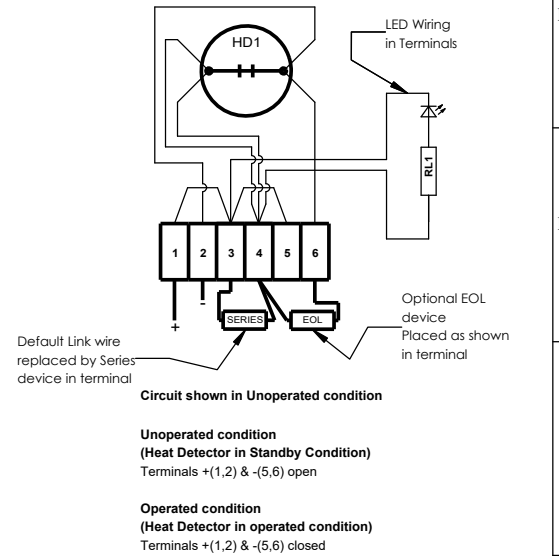 HD1
LED Wiring
in Terminals
RL1
1 2 3 4 5 6
+ -
SERIES EOL
Default Link wire
replaced by Series
device in terminal
Optional EOL
device
Placed as shown
in terminal
Circuit shown in Unoperated condition
Unoperated condition
(Heat Detector in Standby Condition)
Terminals +(1,2) & -(5,6) open
Operated condition
(Heat Detector in operated condition)
Terminals +(1,2) & -(5,6) closed